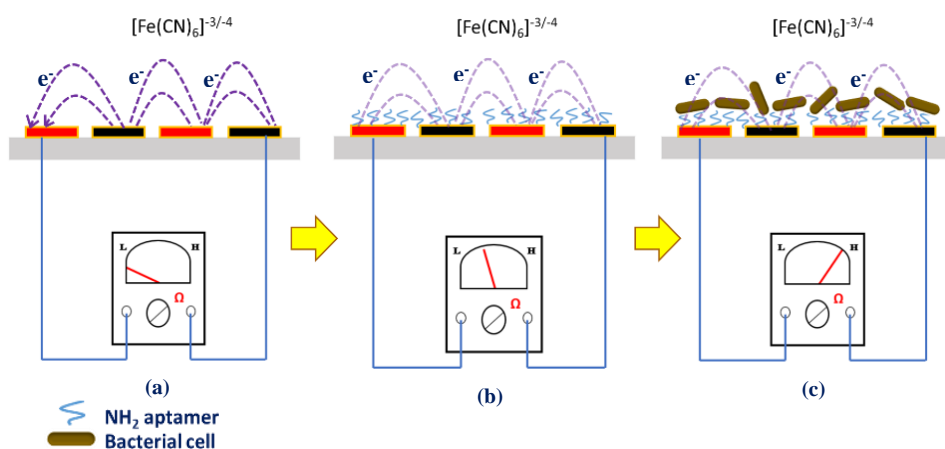 [Fe(CN)₆]⁻³/⁻⁴ [Fe(CN)₆]⁻³/⁻⁴ [Fe(CN)₆]⁻³/⁻⁴
e⁻ e⁻ e⁻ e⁻ e⁻ e⁻ e⁻ e⁻ e⁻
L H L H L H
Ω Ω Ω
(a) (b) (c)
NH₂ aptamer
Bacterial cell